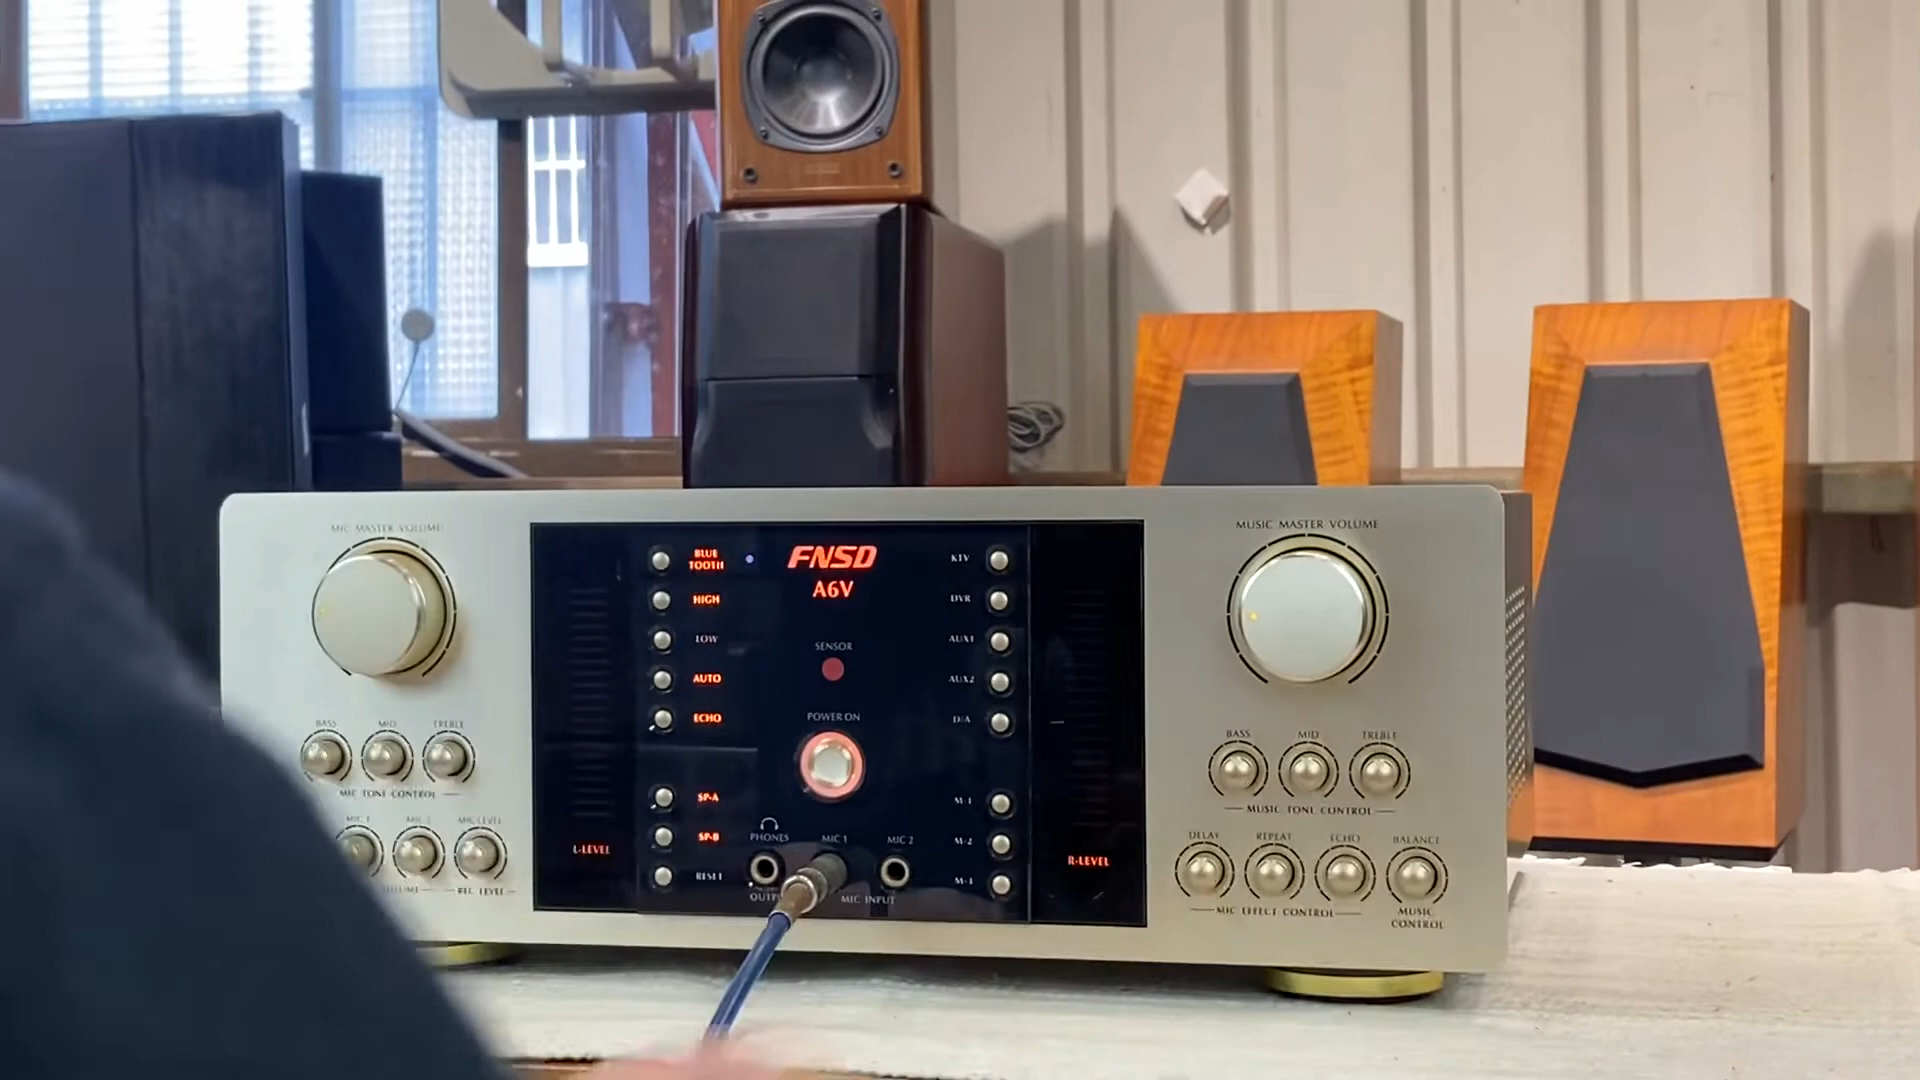 MIC MASTER VOLUME
BASS MID TREBLE
MIC TONE CONTROL
MIC 1 MIC 2 MIC LEVEL
REC LEVEL
L-LEVEL
BLUE
TOOTH
HIGH
LOW
AUTO
ECHO
SP-A
SP-B
RESET
FNSD
A6V
SENSOR
POWER ON
PHONES MIC 1 MIC 2
MIC INPUT
KTV
DVR
AUX1
AUX2
D/A
M-1
M-2
M-3
R-LEVEL
MUSIC MASTER VOLUME
BASS MID TREBLE
MUSIC TONE CONTROL
DELAY REPEAT ECHO BALANCE
MIC EFFECT CONTROL
MUSIC
CONTROL